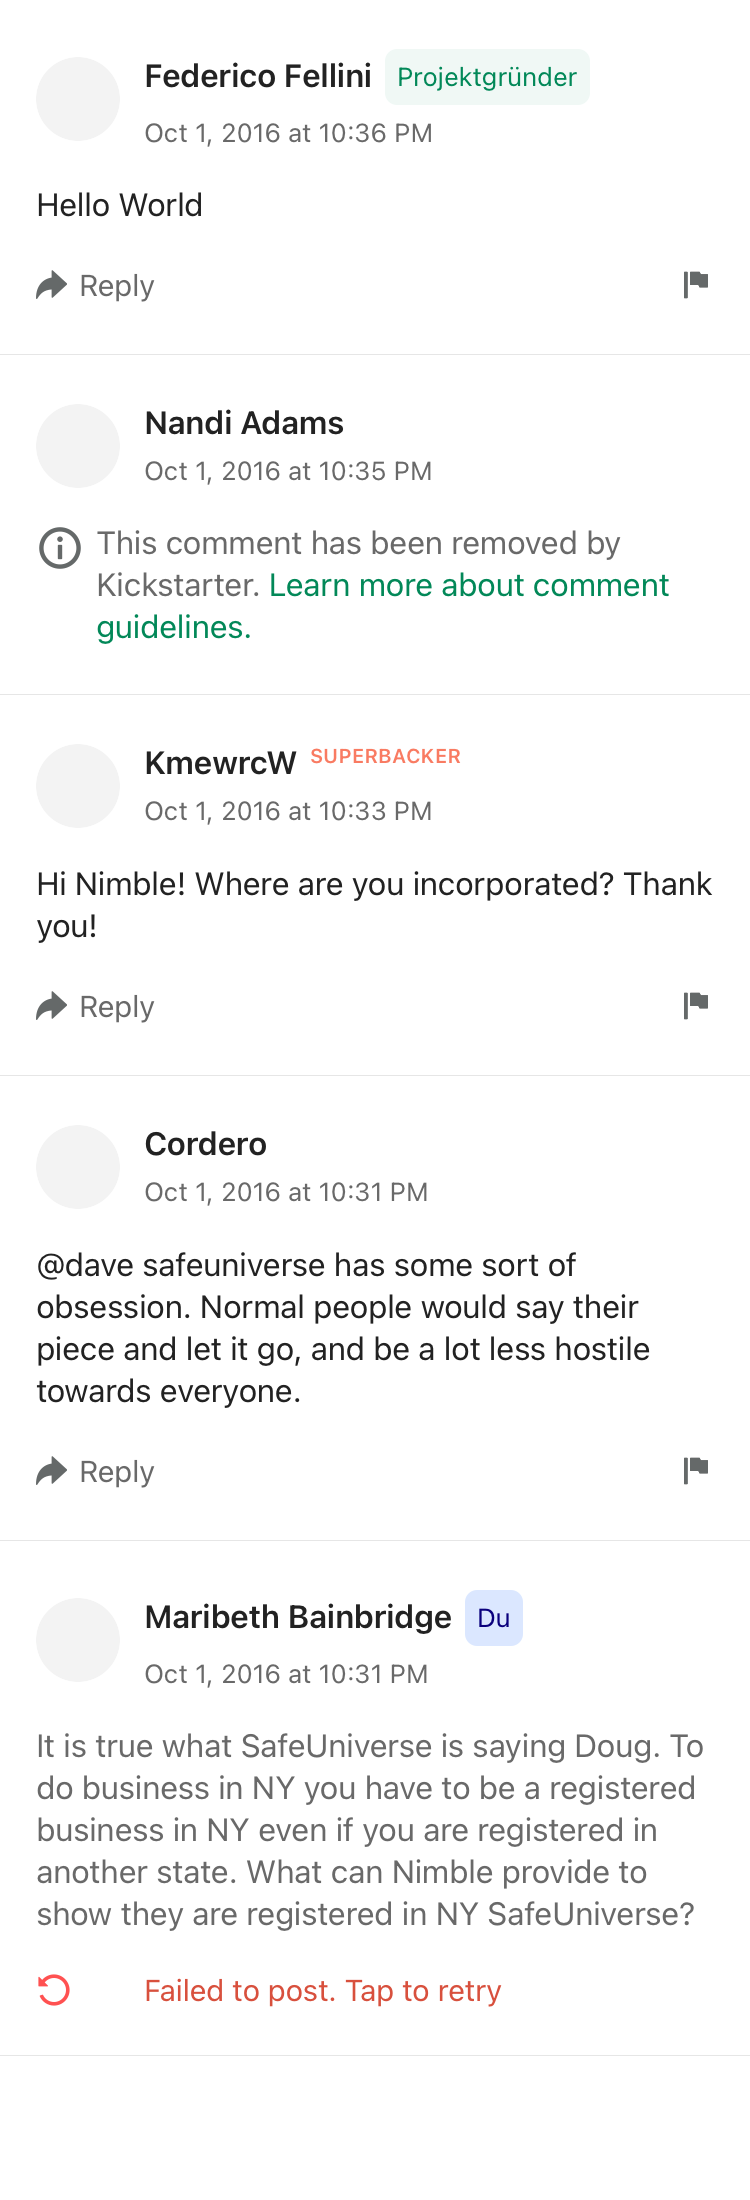 Federico Fellini Projektgründer
Oct 1, 2016 at 10:36 PM
Hello World
Reply
Nandi Adams
Oct 1, 2016 at 10:35 PM
This comment has been removed by
Kickstarter. Learn more about comment
guidelines.
KmewrcW SUPERBACKER
Oct 1, 2016 at 10:33 PM
Hi Nimble! Where are you incorporated? Thank
you!
Reply
Cordero
Oct 1, 2016 at 10:31 PM
@dave safeuniverse has some sort of
obsession. Normal people would say their
piece and let it go, and be a lot less hostile
towards everyone.
Reply
Maribeth Bainbridge Du
Oct 1, 2016 at 10:31 PM
It is true what SafeUniverse is saying Doug. To
do business in NY you have to be a registered
business in NY even if you are registered in
another state. What can Nimble provide to
show they are registered in NY SafeUniverse?
Failed to post. Tap to retry